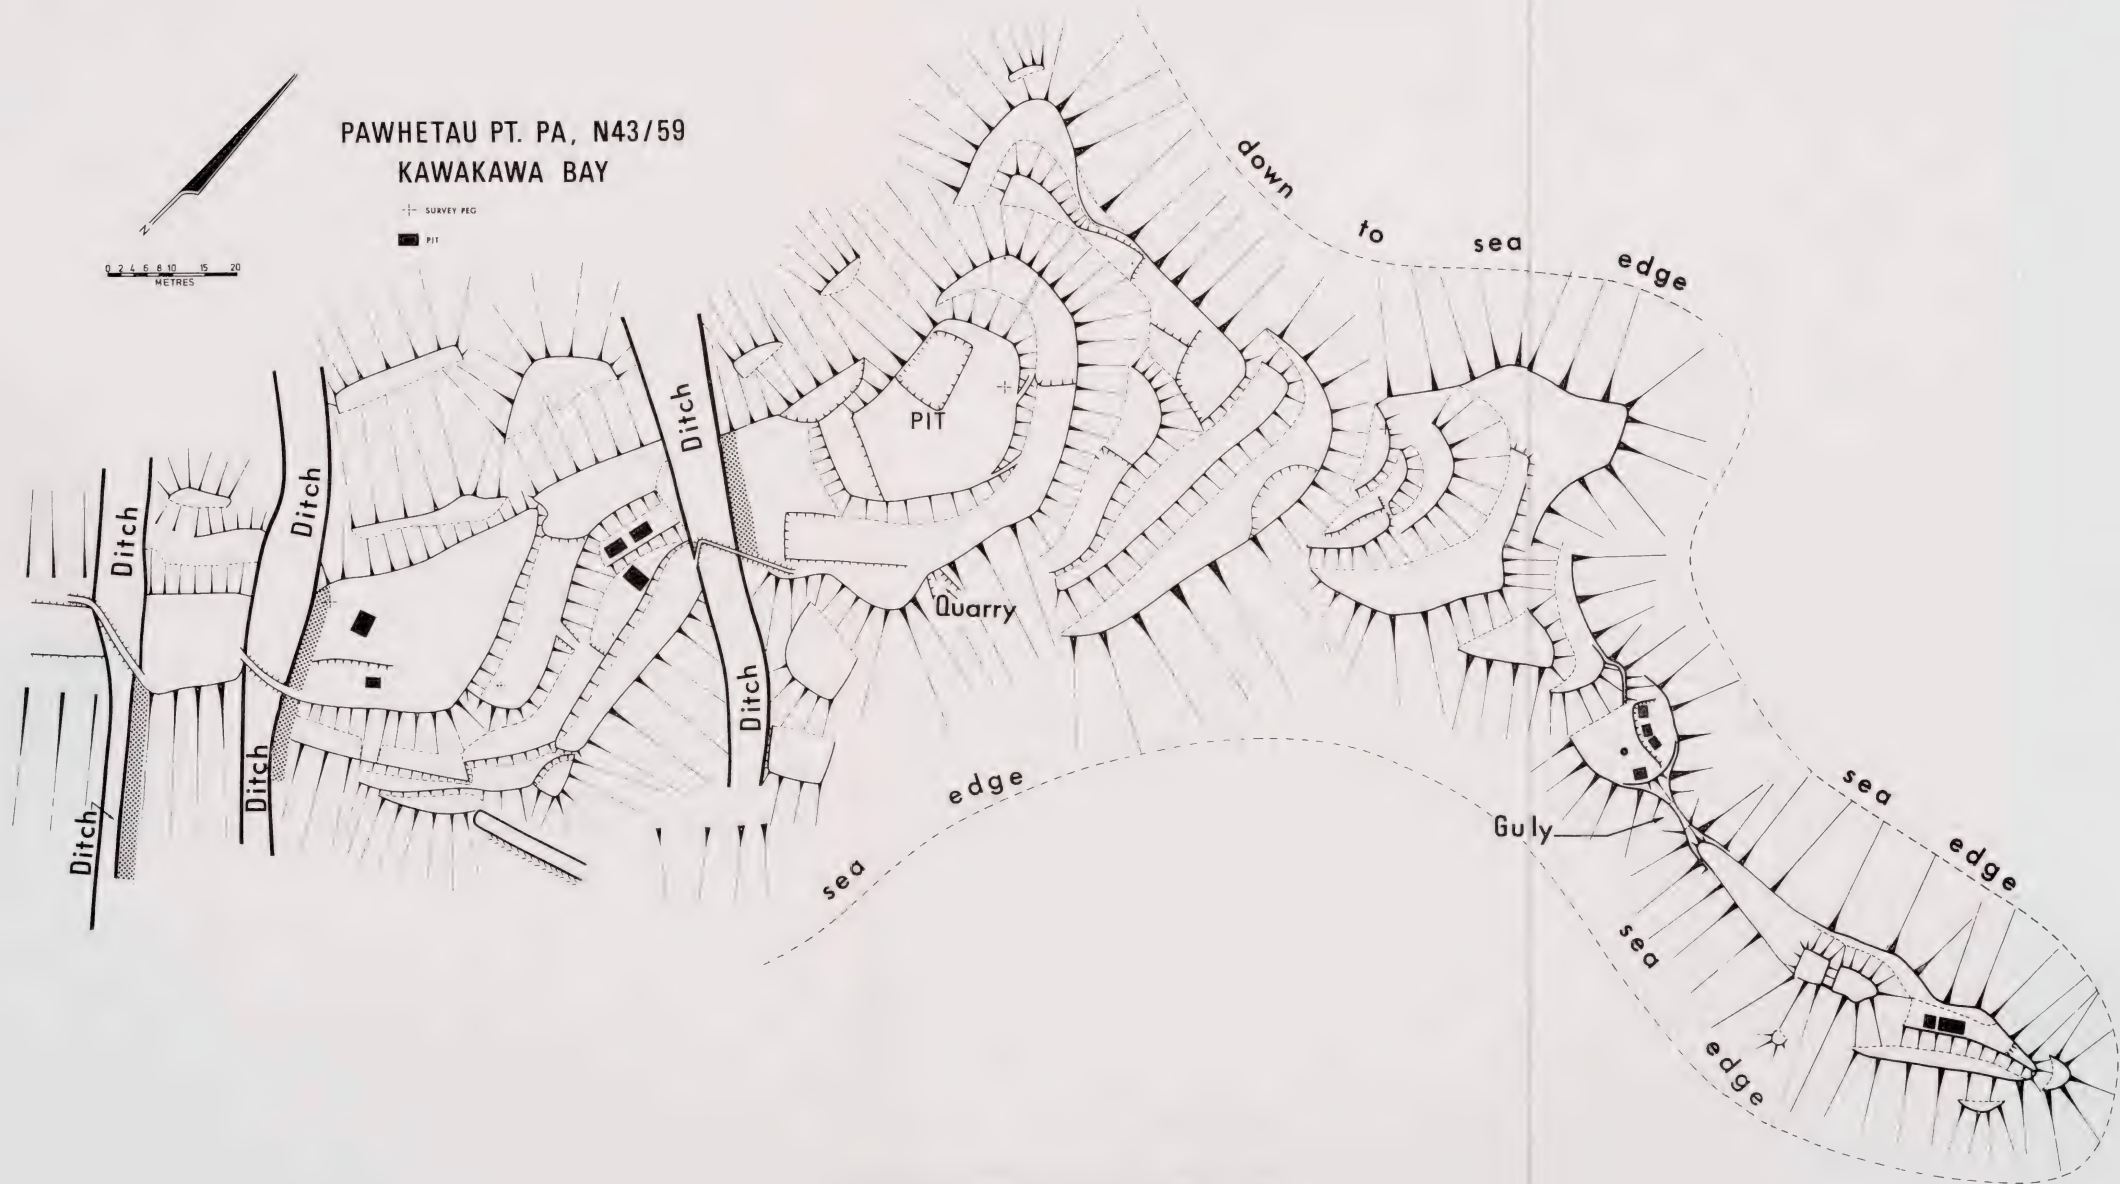 PAWHETAU PT. PA, N43/59
KAWAKAWA BAY
SURVEY PEG
PIT
N
0 2 4 6 8 10 15 20
METRES
down to sea edge
Ditch
Ditch
Ditch
PIT
Quarry
Ditch
Ditch
Ditch
sea edge
Guly
sea edge
sea edge